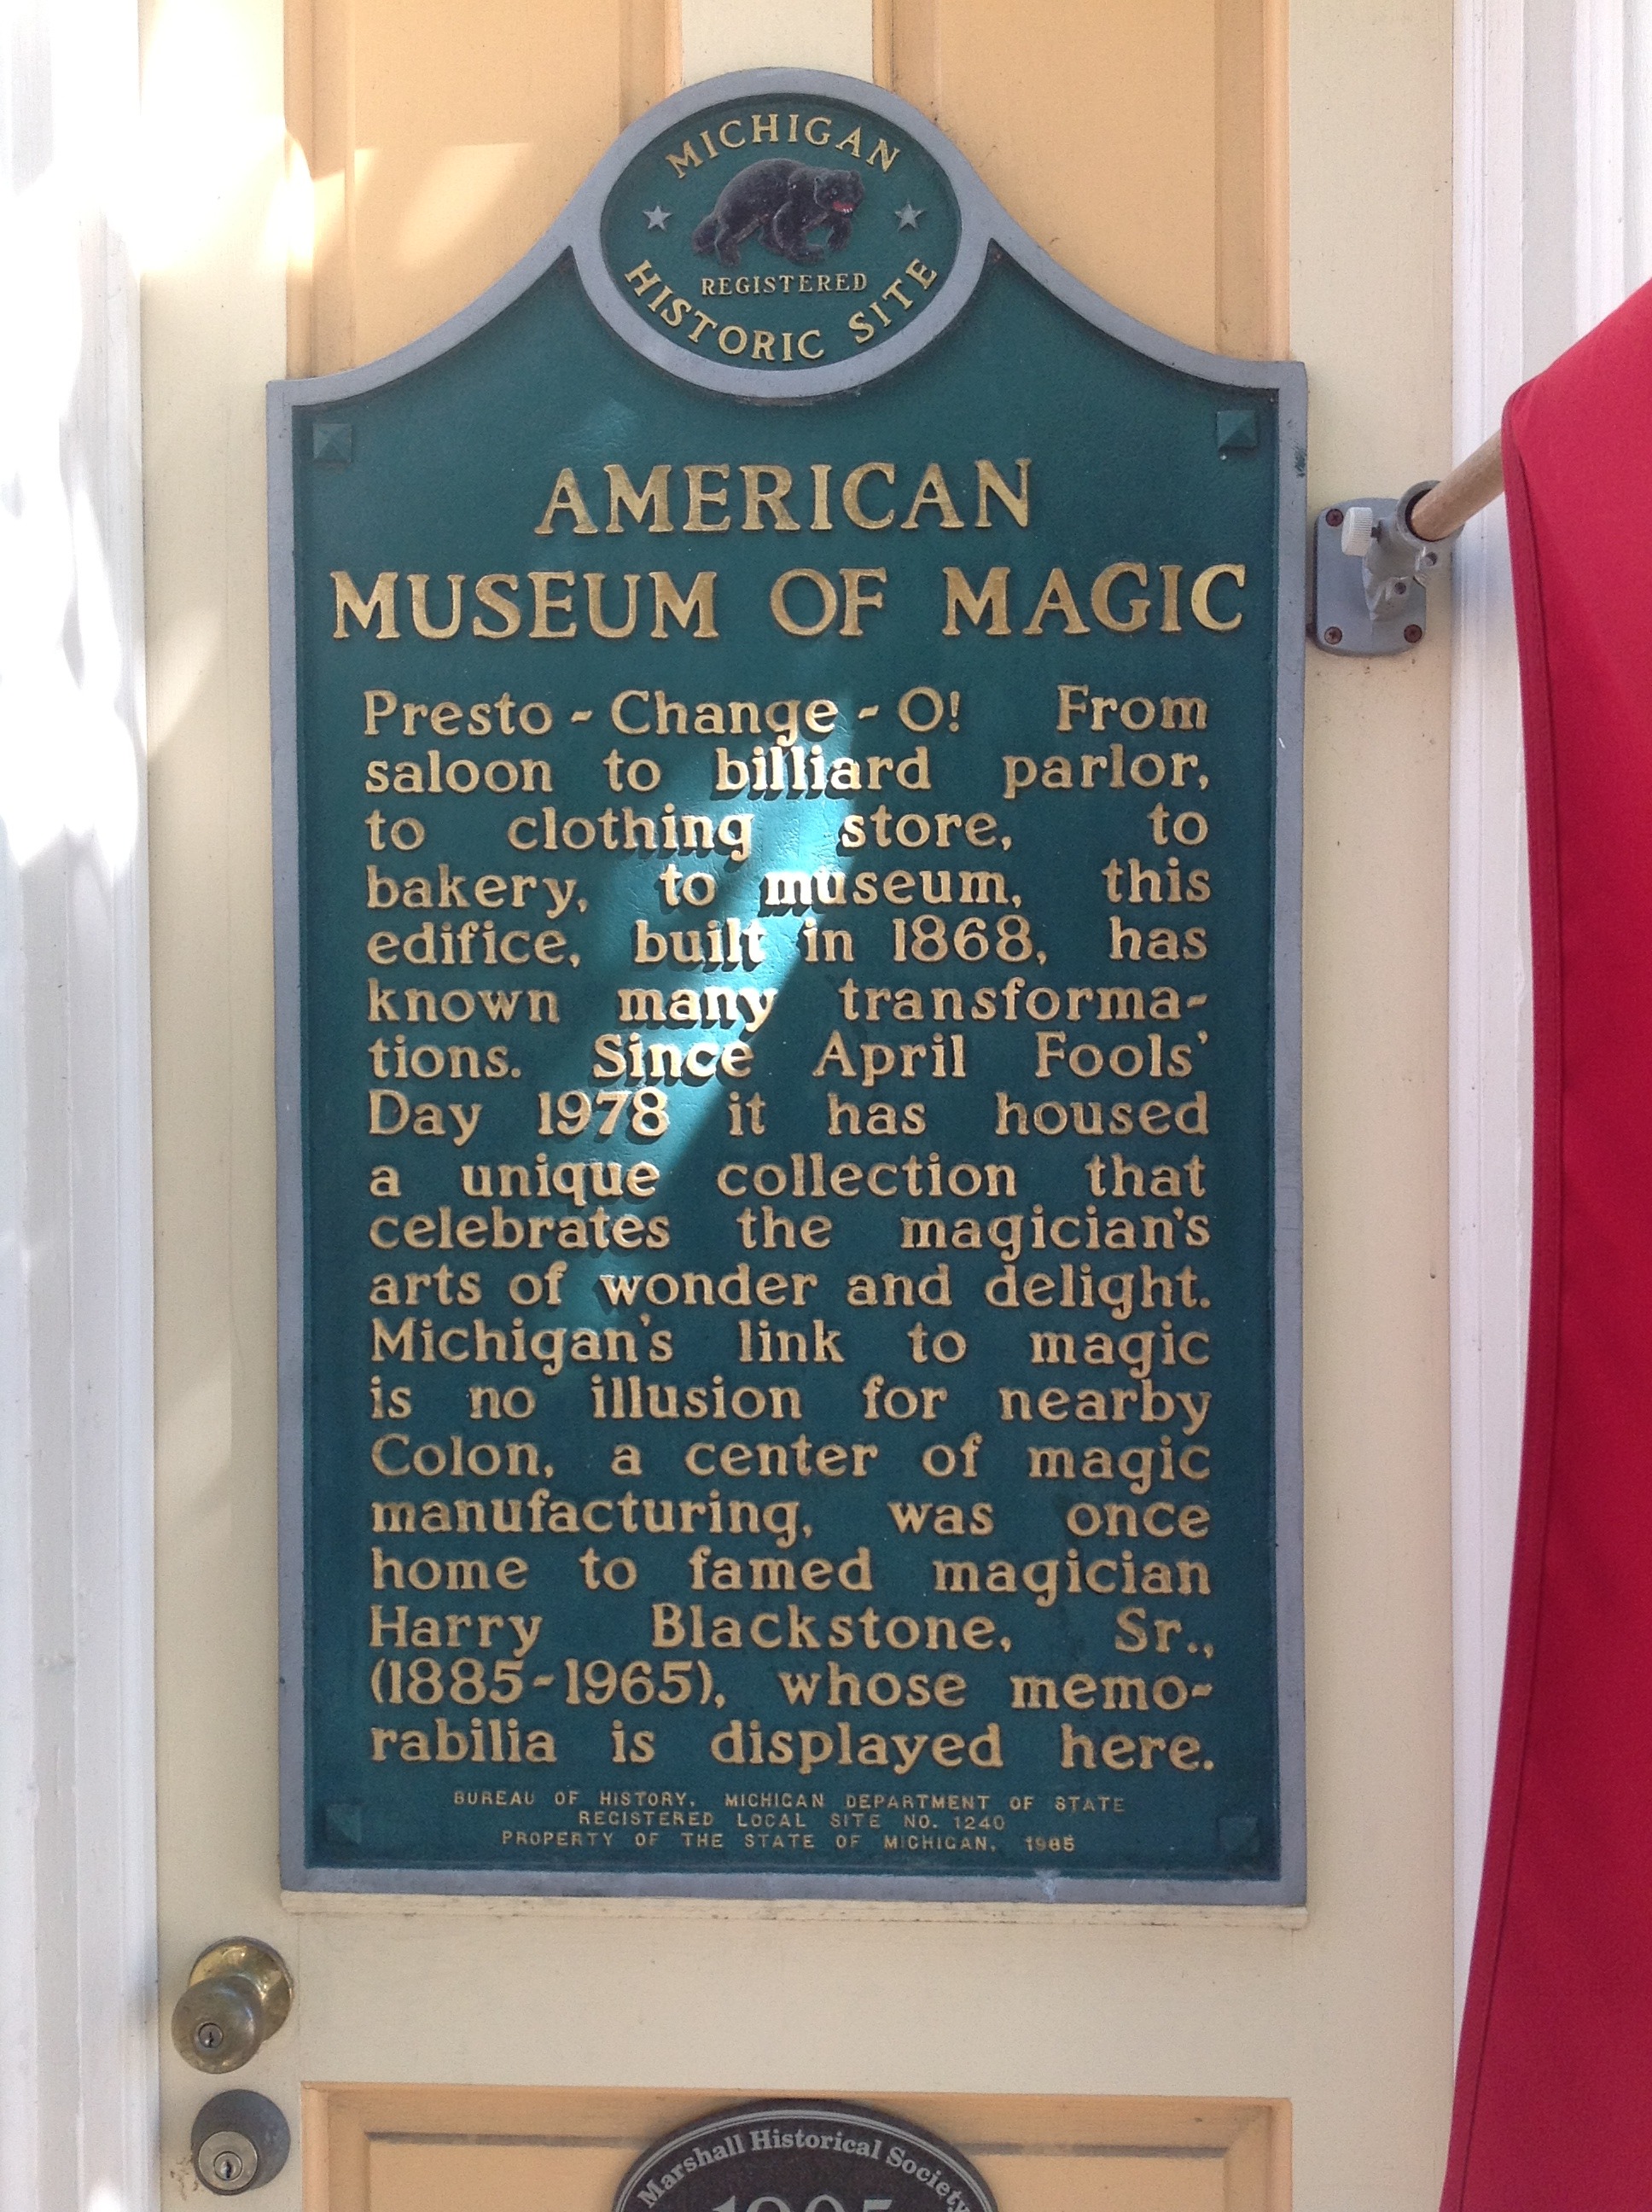 MICHIGAN
REGISTERED
HISTORIC SITE
AMERICAN
MUSEUM OF MAGIC
Presto - Change - O! From
saloon to billiard parlor,
to clothing store, to
bakery, to museum, this
edifice, built in 1868, has
known many transforma-
tions. Since April Fools'
Day 1978 it has housed
a unique collection that
celebrates the magician's
arts of wonder and delight.
Michigan's link to magic
is no illusion for nearby
Colon, a center of magic
manufacturing, was once
home to famed magician
Harry Blackstone, Sr.,
(1885-1965), whose memo-
rabilia is displayed here.
BUREAU OF HISTORY, MICHIGAN DEPARTMENT OF STATE
REGISTERED LOCAL SITE NO. 1240
PROPERTY OF THE STATE OF MICHIGAN, 1985
Marshall Historical Society